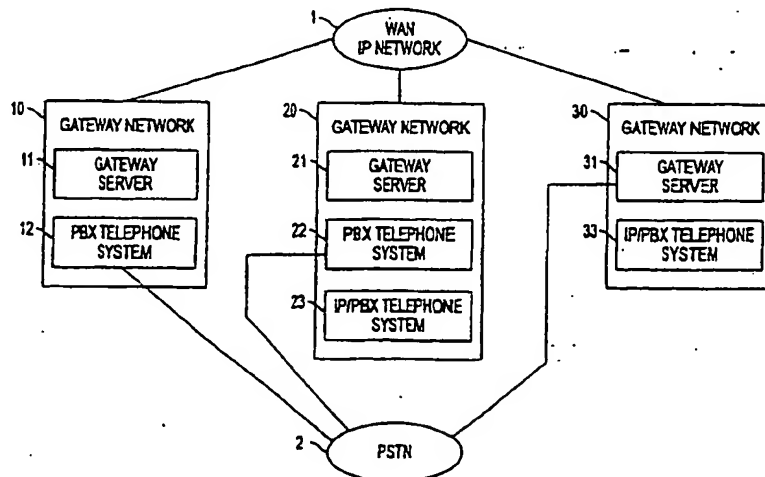 1
WAN
IP NETWORK
10
GATEWAY NETWORK
11
GATEWAY
SERVER
12
PBX TELEPHONE
SYSTEM
20
GATEWAY NETWORK
21
GATEWAY
SERVER
22
PBX TELEPHONE
SYSTEM
23
IP/PBX TELEPHONE
SYSTEM
30
GATEWAY NETWORK
31
GATEWAY
SERVER
33
IP/PBX TELEPHONE
SYSTEM
2
PSTN